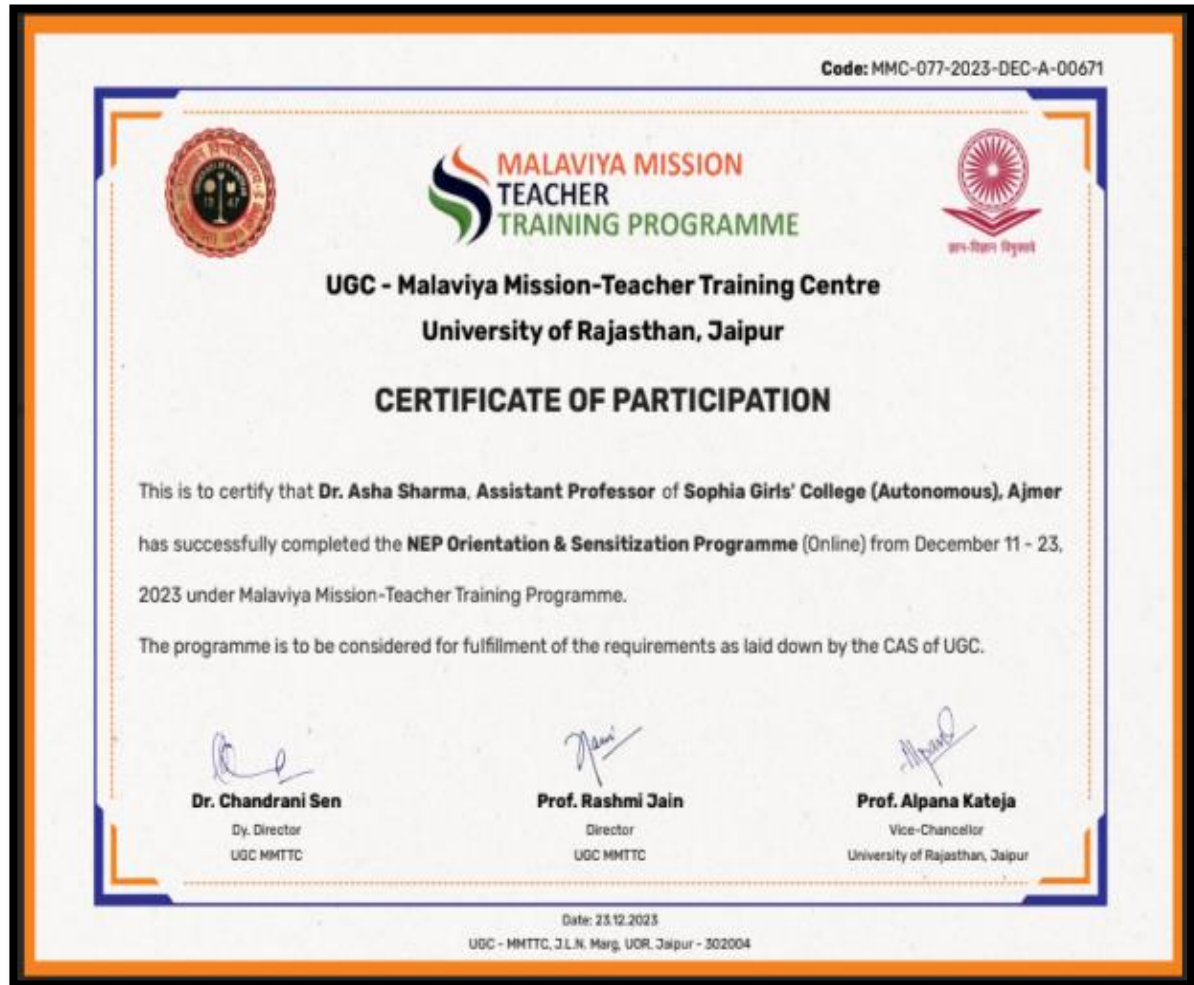 Code: MMC-077-2023-DEC-A-00671
MALAVIYA MISSION
TEACHER
TRAINING PROGRAMME
ज्ञान-विज्ञान विमुक्तये
UGC - Malaviya Mission-Teacher Training Centre
University of Rajasthan, Jaipur
CERTIFICATE OF PARTICIPATION
This is to certify that Dr. Asha Sharma, Assistant Professor of Sophia Girls' College (Autonomous), Ajmer
has successfully completed the NEP Orientation & Sensitization Programme (Online) from December 11 - 23,
2023 under Malaviya Mission-Teacher Training Programme.
The programme is to be considered for fulfillment of the requirements as laid down by the CAS of UGC.
Dr. Chandrani Sen
Dy. Director
UGC MMTTC
Prof. Rashmi Jain
Director
UGC MMTTC
Prof. Alpana Kateja
Vice-Chancellor
University of Rajasthan, Jaipur
Date: 23.12.2023
UGC - MMTTC, J.L.N. Marg, UOR, Jaipur - 302004